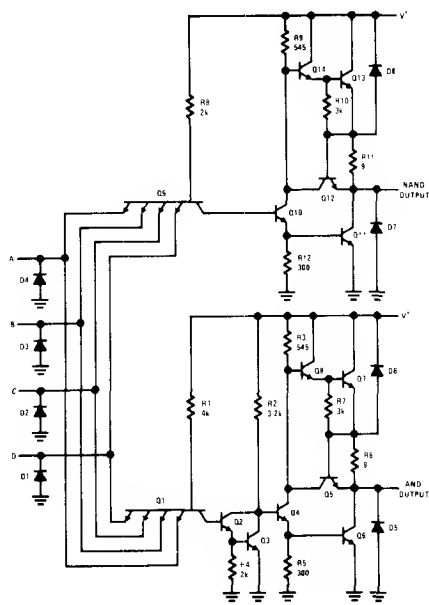 V+
R9
545
Q14
Q13
D8
R8
2k
R10
3k
R11
9
Q9
Q12
NAND
OUTPUT
Q10
Q11
D7
A
R12
300
D4
B
D3
V+
R3
545
Q8
Q7
D6
C
R1
4k
R2
3.2k
R7
3k
D2
R6
9
D
D1
Q1
Q5
AND
OUTPUT
Q2
Q4
Q3
Q6
D5
R4
2k
R5
300